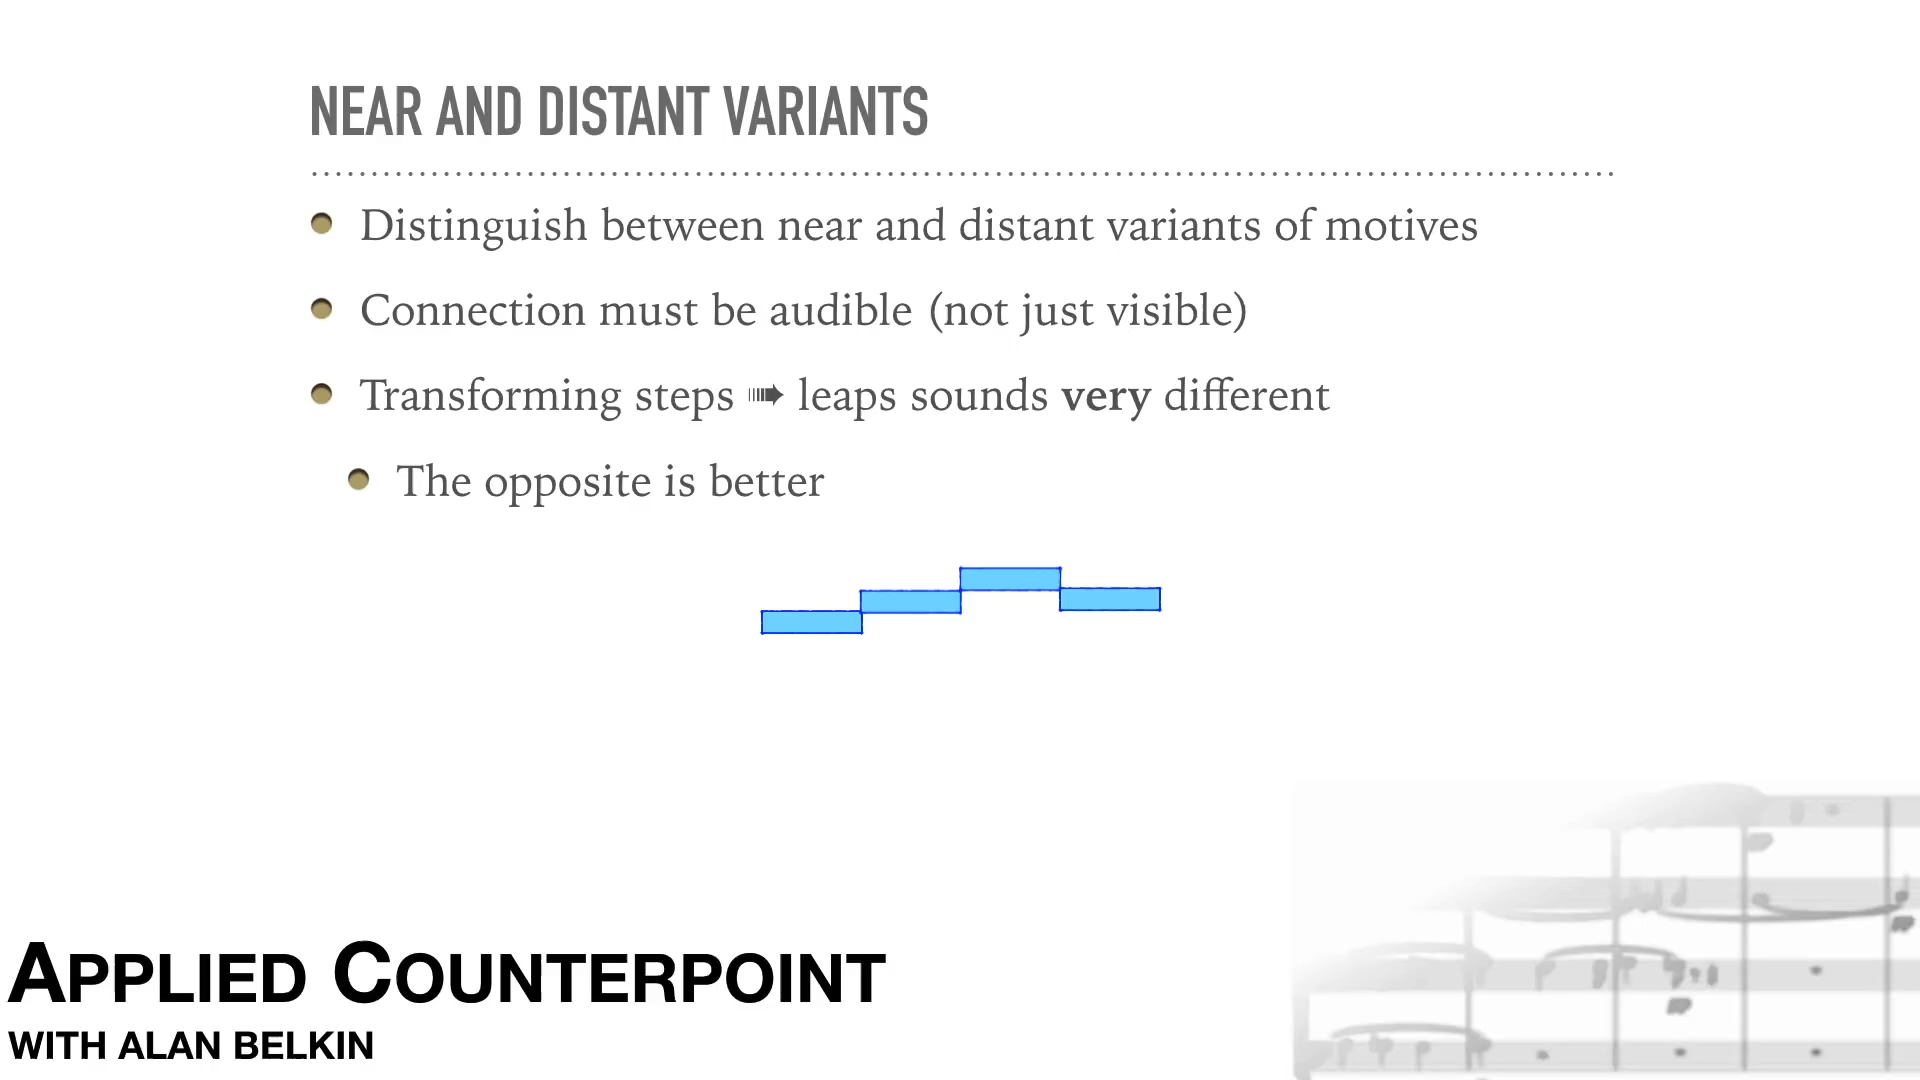 NEAR AND DISTANT VARIANTS
Distinguish between near and distant variants of motives
Connection must be audible (not just visible)
Transforming steps ➠ leaps sounds very different
The opposite is better
APPLIED COUNTERPOINT
WITH ALAN BELKIN